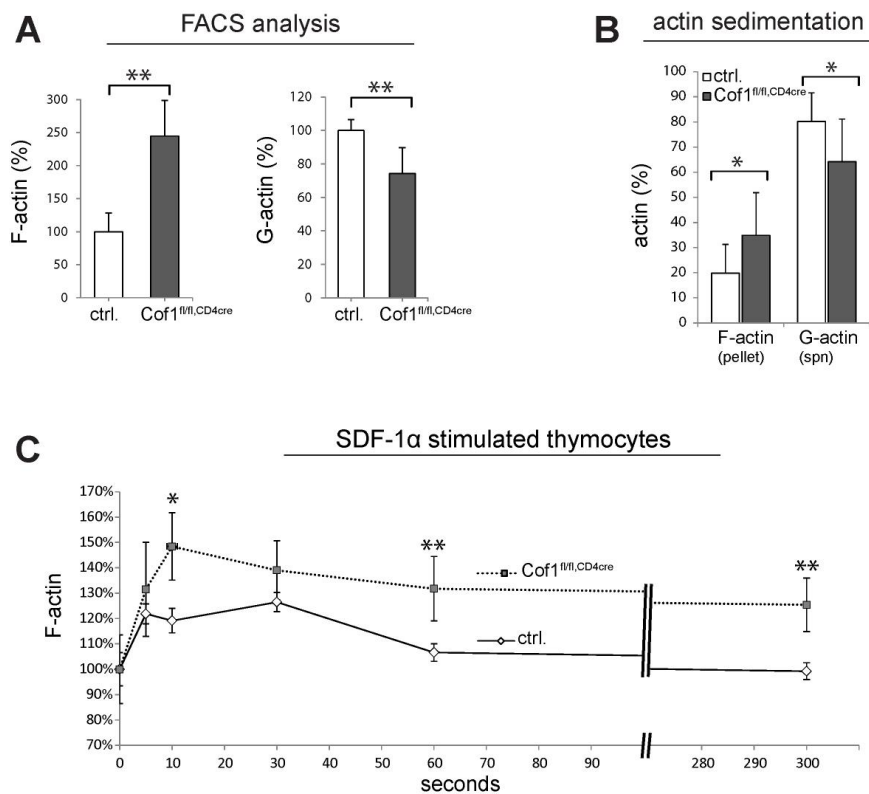 A
FACS analysis
**
F-actin (%)
350
300
250
200
150
100
50
0
ctrl.
Cof1fl/fl,CD4cre
**
G-actin (%)
120
100
80
60
40
20
0
ctrl.
Cof1fl/fl,CD4cre
B
actin sedimentation
ctrl.
Cof1fl/fl,CD4cre
*
*
actin (%)
100
90
80
70
60
50
40
30
20
10
0
F-actin
(pellet)
G-actin
(spn)
C
SDF-1α stimulated thymocytes
F-actin
170%
160%
150%
140%
130%
120%
110%
100%
90%
80%
70%
*
**
**
Cof1fl/fl,CD4cre
ctrl.
0 10 20 30 40 50 60 70 80 90 280 290 300
seconds